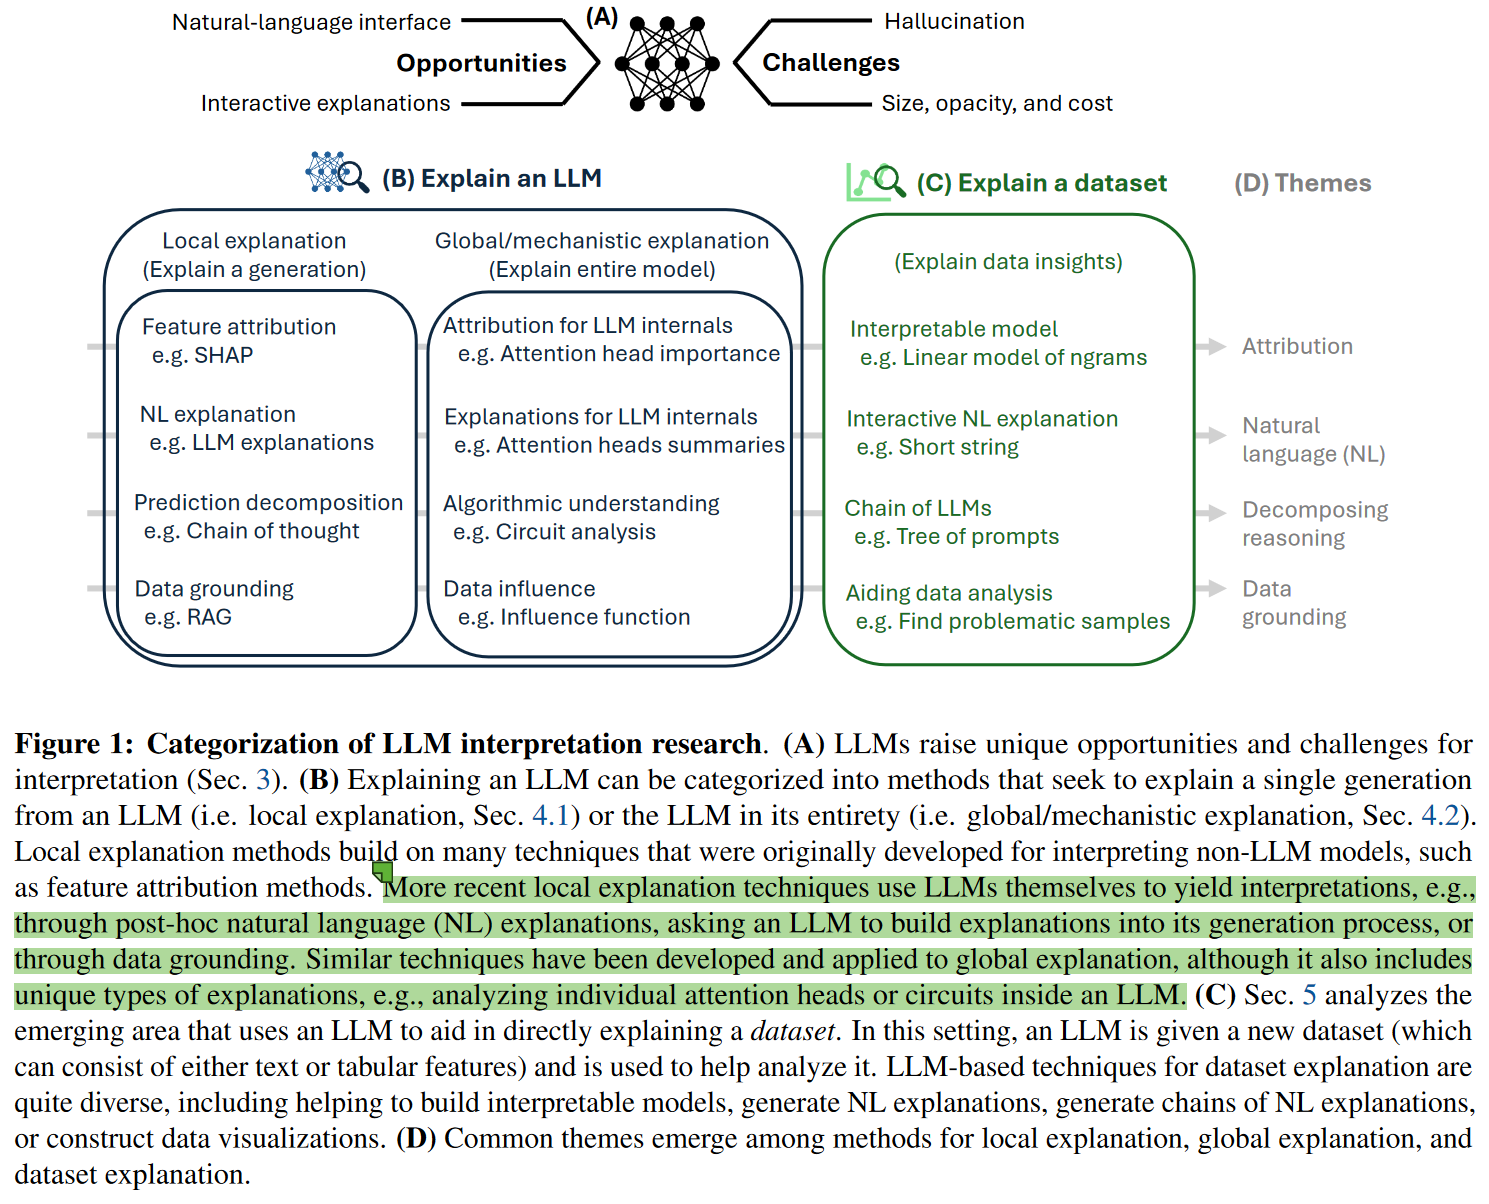 Natural-language interface
Opportunities
Interactive explanations
(A)
Hallucination
Challenges
Size, opacity, and cost
(B) Explain an LLM
Local explanation
(Explain a generation)
Feature attribution
e.g. SHAP
NL explanation
e.g. LLM explanations
Prediction decomposition
e.g. Chain of thought
Data grounding
e.g. RAG
Global/mechanistic explanation
(Explain entire model)
Attribution for LLM internals
e.g. Attention head importance
Explanations for LLM internals
e.g. Attention heads summaries
Algorithmic understanding
e.g. Circuit analysis
Data influence
e.g. Influence function
(C) Explain a dataset
(Explain data insights)
Interpretable model
e.g. Linear model of ngrams
Interactive NL explanation
e.g. Short string
Chain of LLMs
e.g. Tree of prompts
Aiding data analysis
e.g. Find problematic samples
(D) Themes
Attribution
Natural
language (NL)
Decomposing
reasoning
Data
grounding
Figure 1: Categorization of LLM interpretation research. (A) LLMs raise unique opportunities and challenges for
interpretation (Sec. 3). (B) Explaining an LLM can be categorized into methods that seek to explain a single generation
from an LLM (i.e. local explanation, Sec. 4.1) or the LLM in its entirety (i.e. global/mechanistic explanation, Sec. 4.2).
Local explanation methods build on many techniques that were originally developed for interpreting non-LLM models, such
as feature attribution methods. More recent local explanation techniques use LLMs themselves to yield interpretations, e.g.,
through post-hoc natural language (NL) explanations, asking an LLM to build explanations into its generation process, or
through data grounding. Similar techniques have been developed and applied to global explanation, although it also includes
unique types of explanations, e.g., analyzing individual attention heads or circuits inside an LLM. (C) Sec. 5 analyzes the
emerging area that uses an LLM to aid in directly explaining a dataset. In this setting, an LLM is given a new dataset (which
can consist of either text or tabular features) and is used to help analyze it. LLM-based techniques for dataset explanation are
quite diverse, including helping to build interpretable models, generate NL explanations, generate chains of NL explanations,
or construct data visualizations. (D) Common themes emerge among methods for local explanation, global explanation, and
dataset explanation.